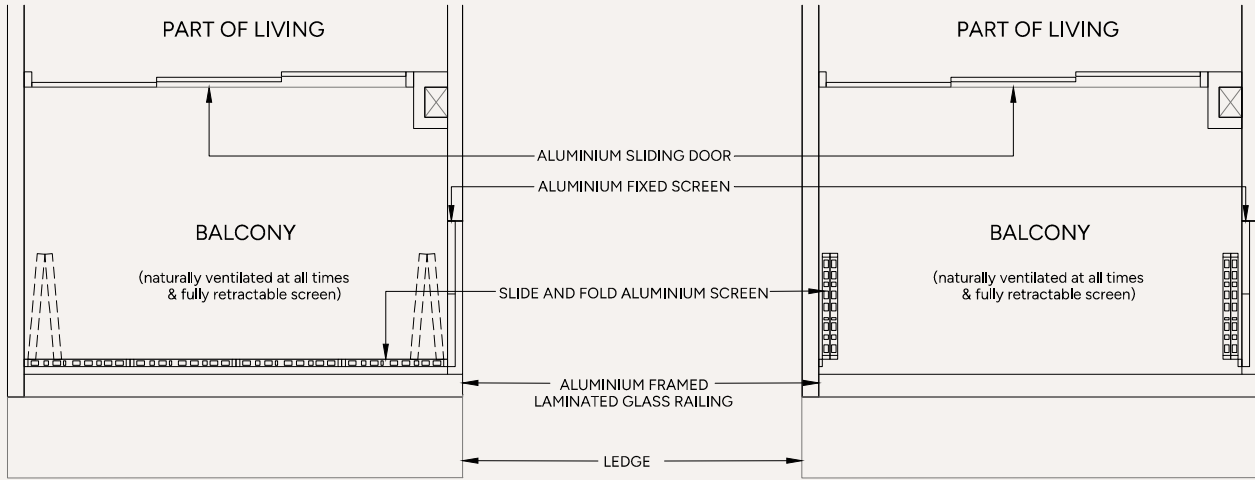 PART OF LIVING
PART OF LIVING
ALUMINIUM SLIDING DOOR
ALUMINIUM FIXED SCREEN
BALCONY
(naturally ventilated at all times
& fully retractable screen)
BALCONY
(naturally ventilated at all times
& fully retractable screen)
SLIDE AND FOLD ALUMINIUM SCREEN
ALUMINIUM FRAMED
LAMINATED GLASS RAILING
LEDGE